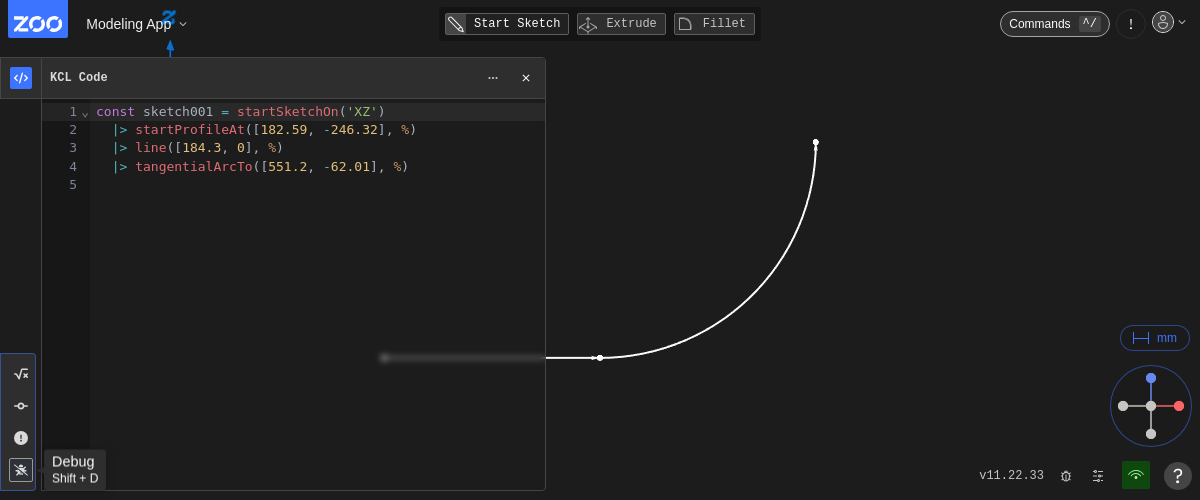 ZOO Modeling App Start Sketch Extrude Fillet Commands ^/ !
KCL Code
1 const sketch001 = startSketchOn('XZ')
2 |> startProfileAt([182.59, -246.32], %)
3 |> line([184.3, 0], %)
4 |> tangentialArcTo([551.2, -62.01], %)
5
mm
Debug
Shift + D
v11.22.33 ?